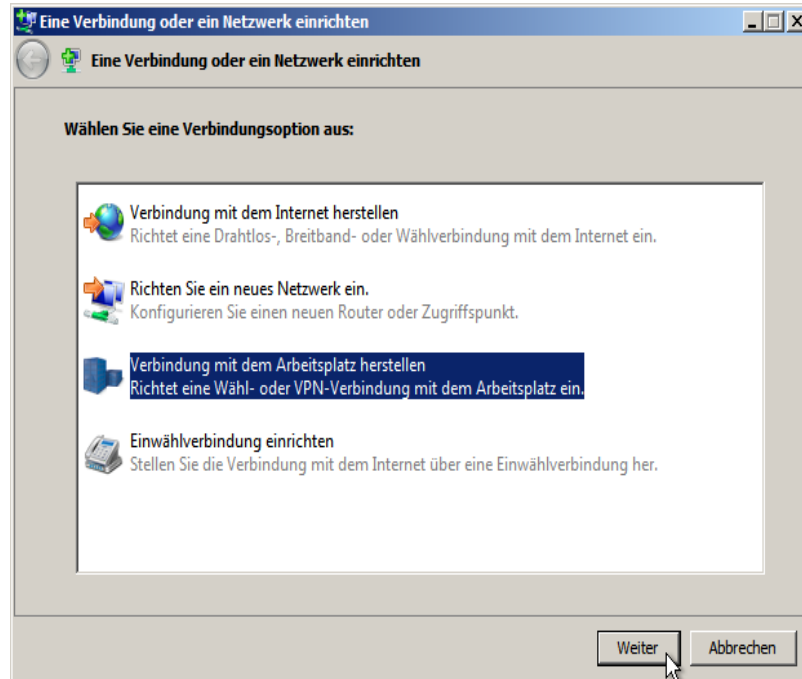 Eine Verbindung oder ein Netzwerk einrichten
Eine Verbindung oder ein Netzwerk einrichten
Wählen Sie eine Verbindungsoption aus:
Verbindung mit dem Internet herstellen
Richtet eine Drahtlos-, Breitband- oder Wählverbindung mit dem Internet ein.
Richten Sie ein neues Netzwerk ein.
Konfigurieren Sie einen neuen Router oder Zugriffspunkt.
Verbindung mit dem Arbeitsplatz herstellen
Richtet eine Wähl- oder VPN-Verbindung mit dem Arbeitsplatz ein.
Einwählverbindung einrichten
Stellen Sie die Verbindung mit dem Internet über eine Einwählverbindung her.
Weiter
Abbrechen